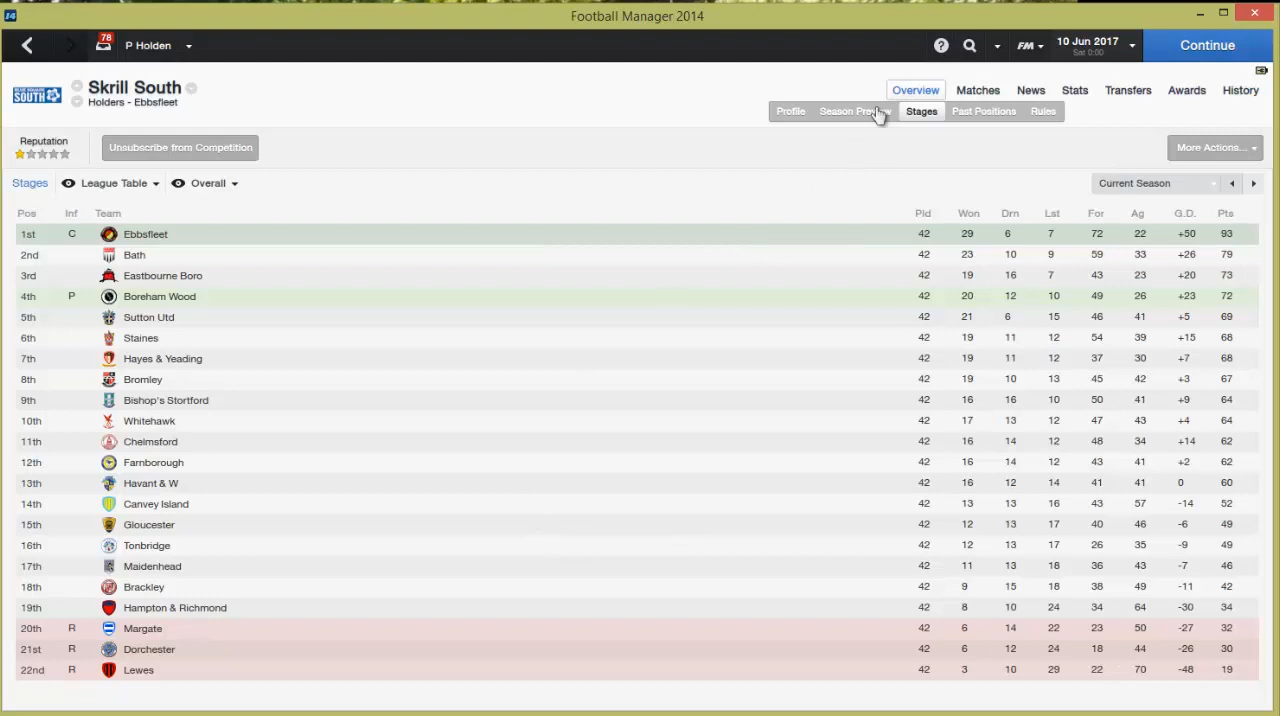 14 Football Manager 2014
78 P Holden FM 10 Jun 2017 Continue
Sat 0:00
SOUTH Skrill South Overview Matches News Stats Transfers Awards History
Holders - Ebbsfleet Profile Season Stages Past Positions Rules
Reputation Unsubscribe from Competition More Actions...
Stages League Table Overall Current Season
Pos Inf Team Pld Won Drn Lst For Ag G.D. Pts
1st C Ebbsfleet 42 29 6 7 72 22 +50 93
2nd Bath 42 23 10 9 59 33 +26 79
3rd Eastbourne Boro 42 19 16 7 43 23 +20 73
4th P Boreham Wood 42 20 12 10 49 26 +23 72
5th Sutton Utd 42 21 6 15 46 41 +5 69
6th Staines 42 19 11 12 54 39 +15 68
7th Hayes & Yeading 42 19 11 12 37 30 +7 68
8th Bromley 42 19 10 13 45 42 +3 67
9th Bishop's Stortford 42 16 16 10 50 41 +9 64
10th Whitehawk 42 17 13 12 47 43 +4 64
11th Chelmsford 42 16 14 12 48 34 +14 62
12th Farnborough 42 16 14 12 43 41 +2 62
13th Havant & W 42 16 12 14 41 41 0 60
14th Canvey Island 42 13 13 16 43 57 -14 52
15th Gloucester 42 12 13 17 40 46 -6 49
16th Tonbridge 42 12 13 17 26 35 -9 49
17th Maidenhead 42 11 13 18 36 43 -7 46
18th Brackley 42 9 15 18 38 49 -11 42
19th Hampton & Richmond 42 8 10 24 34 64 -30 34
20th R Margate 42 6 14 22 23 50 -27 32
21st R Dorchester 42 6 12 24 18 44 -26 30
22nd R Lewes 42 3 10 29 22 70 -48 19